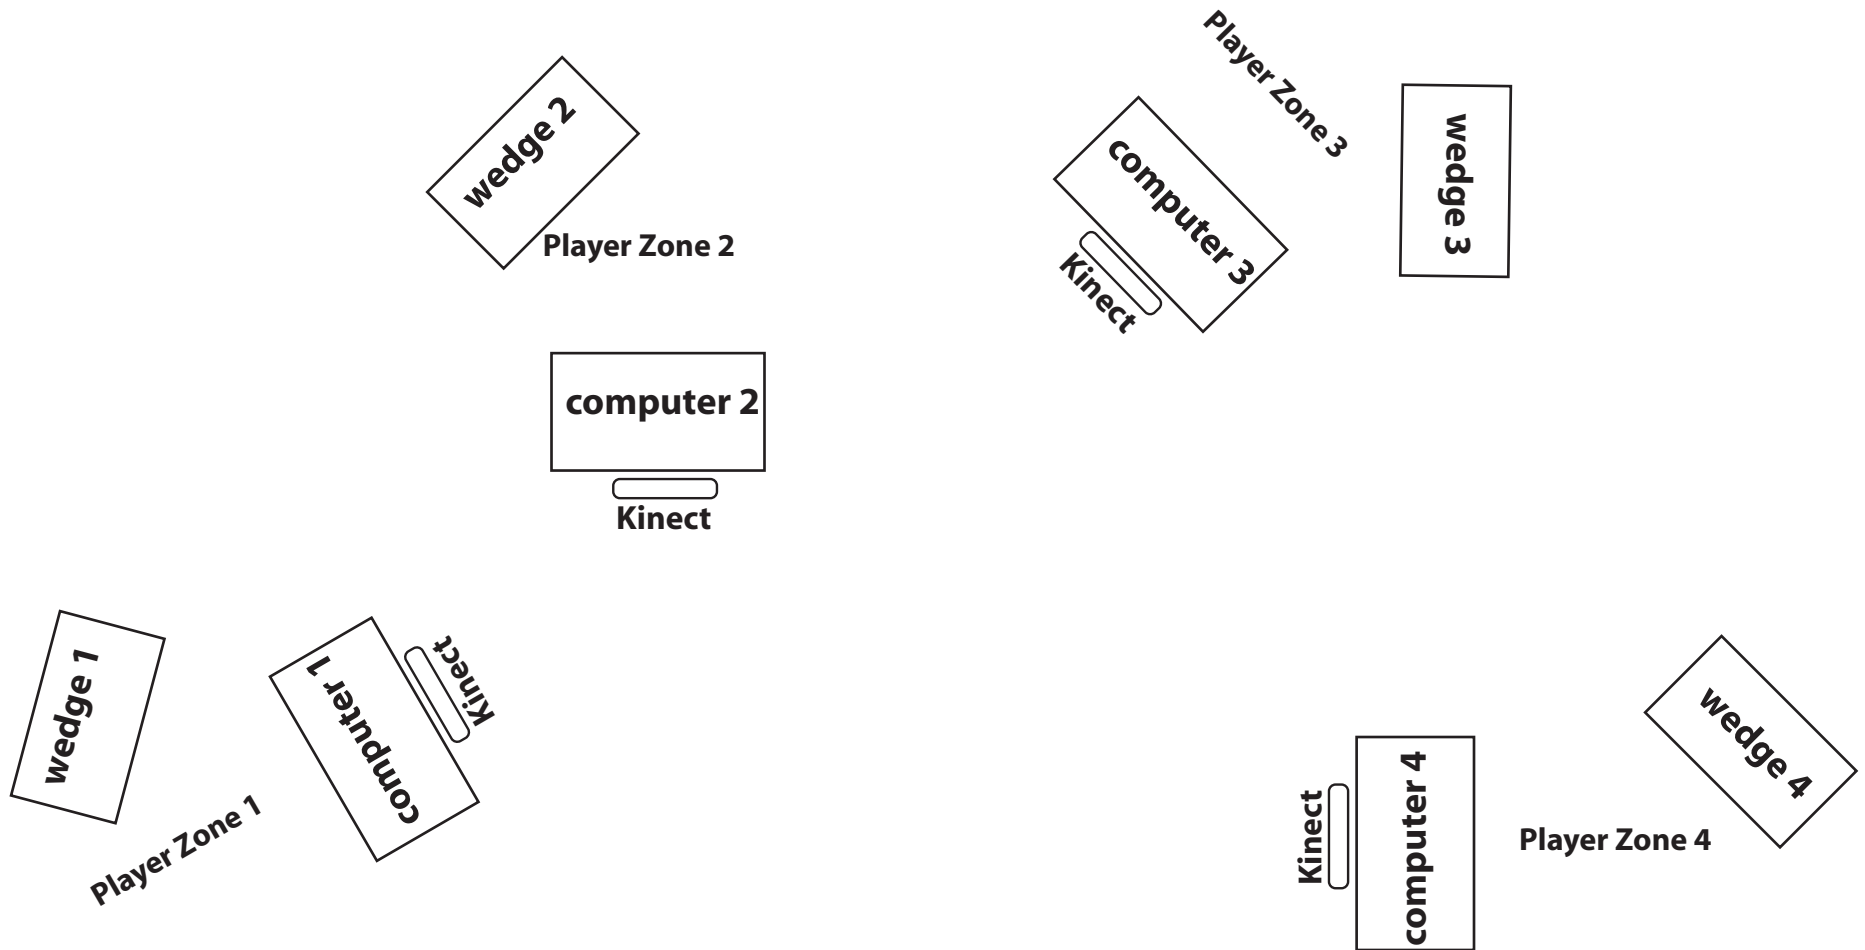 wedge 2
Player Zone 2
computer 2
Kinect
Player Zone 3
computer 3
Kinect
wedge 3
wedge 1
computer 1
Kinect
Player Zone 1
Kinect
computer 4
Player Zone 4
wedge 4